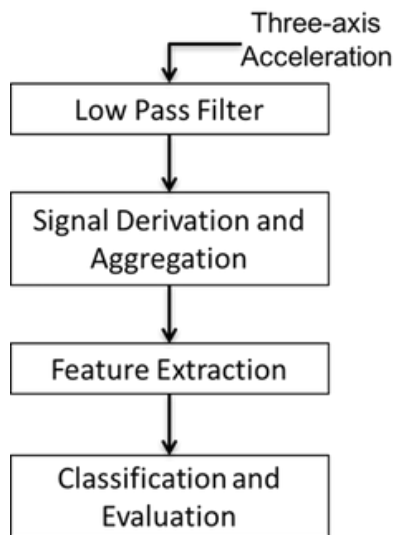 Three-axis
Acceleration
Low Pass Filter
Signal Derivation and
Aggregation
Feature Extraction
Classification and
Evaluation